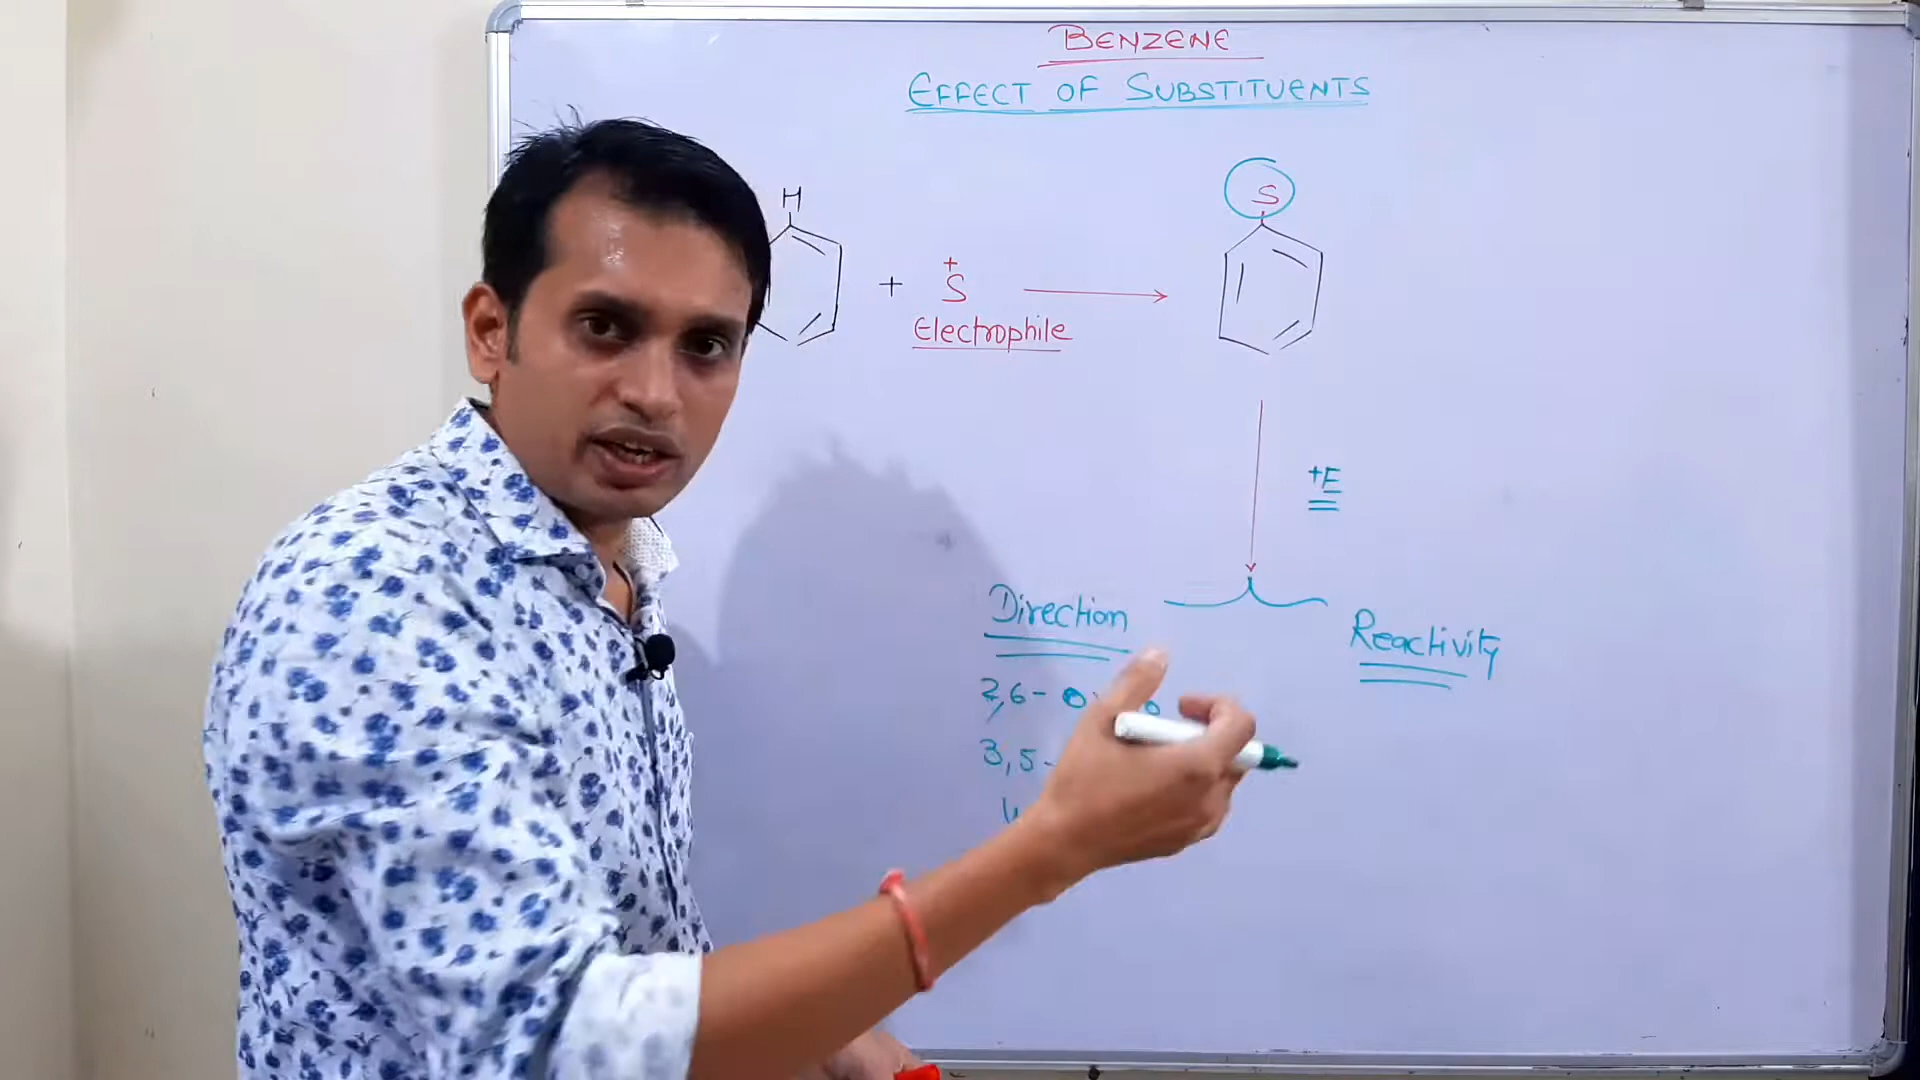 BENZENE
EFFECT OF SUBSTITUENTS
H
S
+ S+
Electrophile
+E
Direction
Reactivity
2,6 -
3,5 -